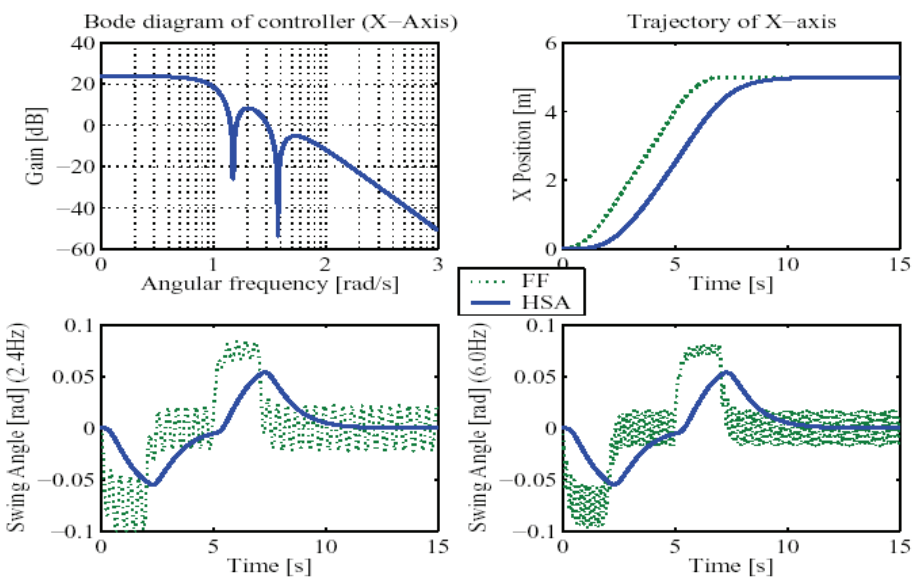 Bode diagram of controller (X−Axis)
40
20
0
−20
−40
−60
Gain [dB]
0 1 2 3
Angular frequency [rad/s]
Trajectory of X−axis
6
4
2
0
X Position [m]
0 5 10 15
Time [s]
FF
HSA
0.1
0.05
0
−0.05
−0.1
Swing Angle [rad] (2.4Hz)
0 5 10 15
Time [s]
0.1
0.05
0
−0.05
−0.1
Swing Angle [rad] (6.0Hz)
0 5 10 15
Time [s]